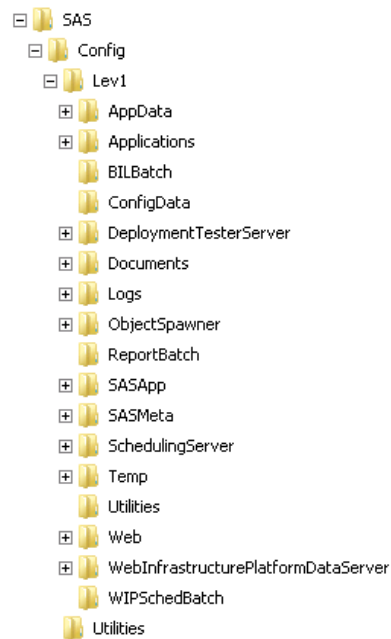 SAS
Config
Lev1
AppData
Applications
BILBatch
ConfigData
DeploymentTesterServer
Documents
Logs
ObjectSpawner
ReportBatch
SASApp
SASMeta
SchedulingServer
Temp
Utilities
Web
WebInfrastructurePlatformDataServer
WIPSchedBatch
Utilities